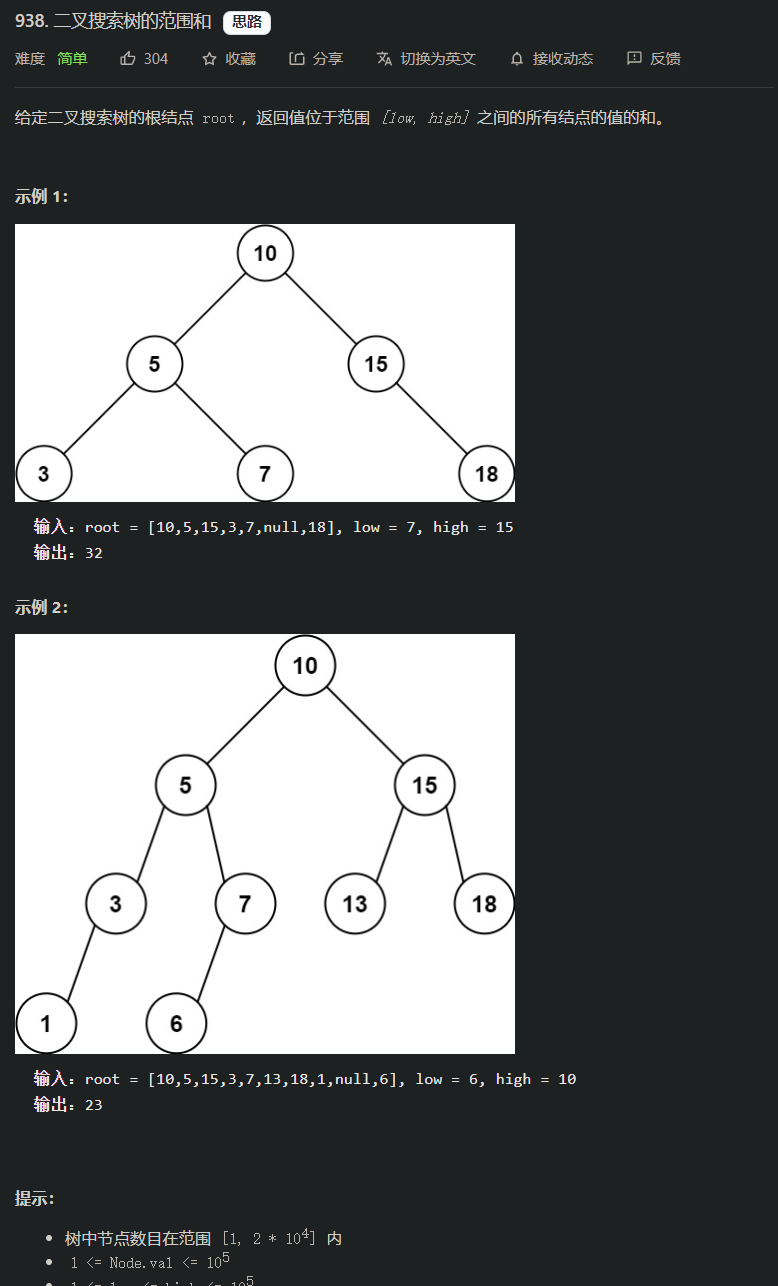 938. 二叉搜索树的范围和 思路
难度 简单 304 收藏 分享 切换为英文 接收动态 反馈
给定二叉搜索树的根结点 root ，返回值位于范围 [low, high] 之间的所有结点的值的和。
示例 1：
10
5 15
3 7 18
输入：root = [10,5,15,3,7,null,18], low = 7, high = 15
输出：32
示例 2：
10
5 15
3 7 13 18
1 6
输入：root = [10,5,15,3,7,13,18,1,null,6], low = 6, high = 10
输出：23
提示：
树中节点数目在范围 [1, 2 * 10⁴] 内
1 <= Node.val <= 10⁵